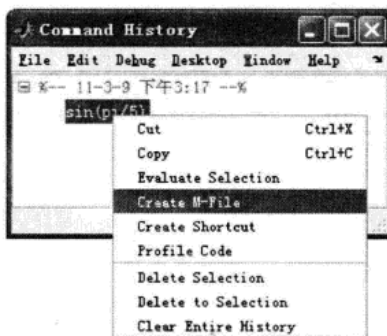 Command History
File Edit Debug Desktop Window Help
%-- 11-3-9 下午3:17 --%
sin(pi/5)
Cut Ctrl+X
Copy Ctrl+C
Evaluate Selection
Create M-File
Create Shortcut
Profile Code
Delete Selection
Delete to Selection
Clear Entire History